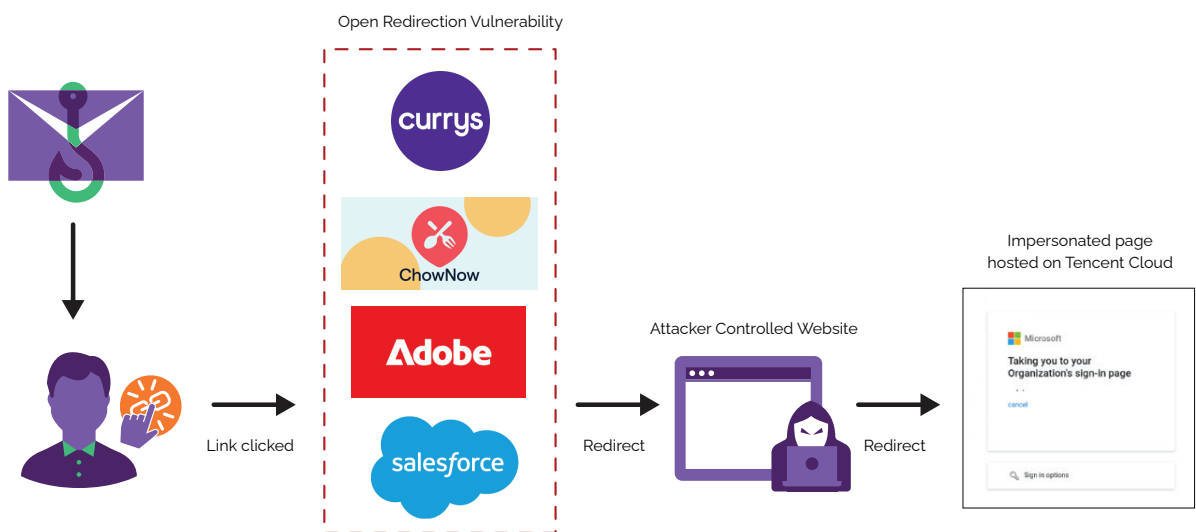 Open Redirection Vulnerability
currys
ChowNow
Adobe
salesforce
Link clicked
Redirect
Attacker Controlled Website
Redirect
Impersonated page
hosted on Tencent Cloud
Microsoft
Taking you to your
Organization's sign-in page
cancel
Sign in options